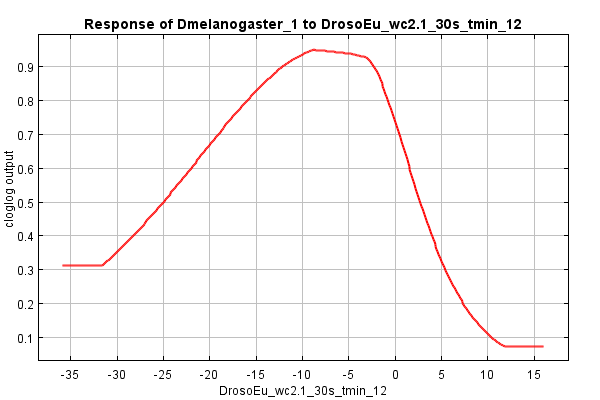 Response of Dmelanogaster_1 to DrosoEu_wc2.1_30s_tmin_12
cloglog output
0.9
0.8
0.7
0.6
0.5
0.4
0.3
0.2
0.1
-35 -30 -25 -20 -15 -10 -5 0 5 10 15
DrosoEu_wc2.1_30s_tmin_12